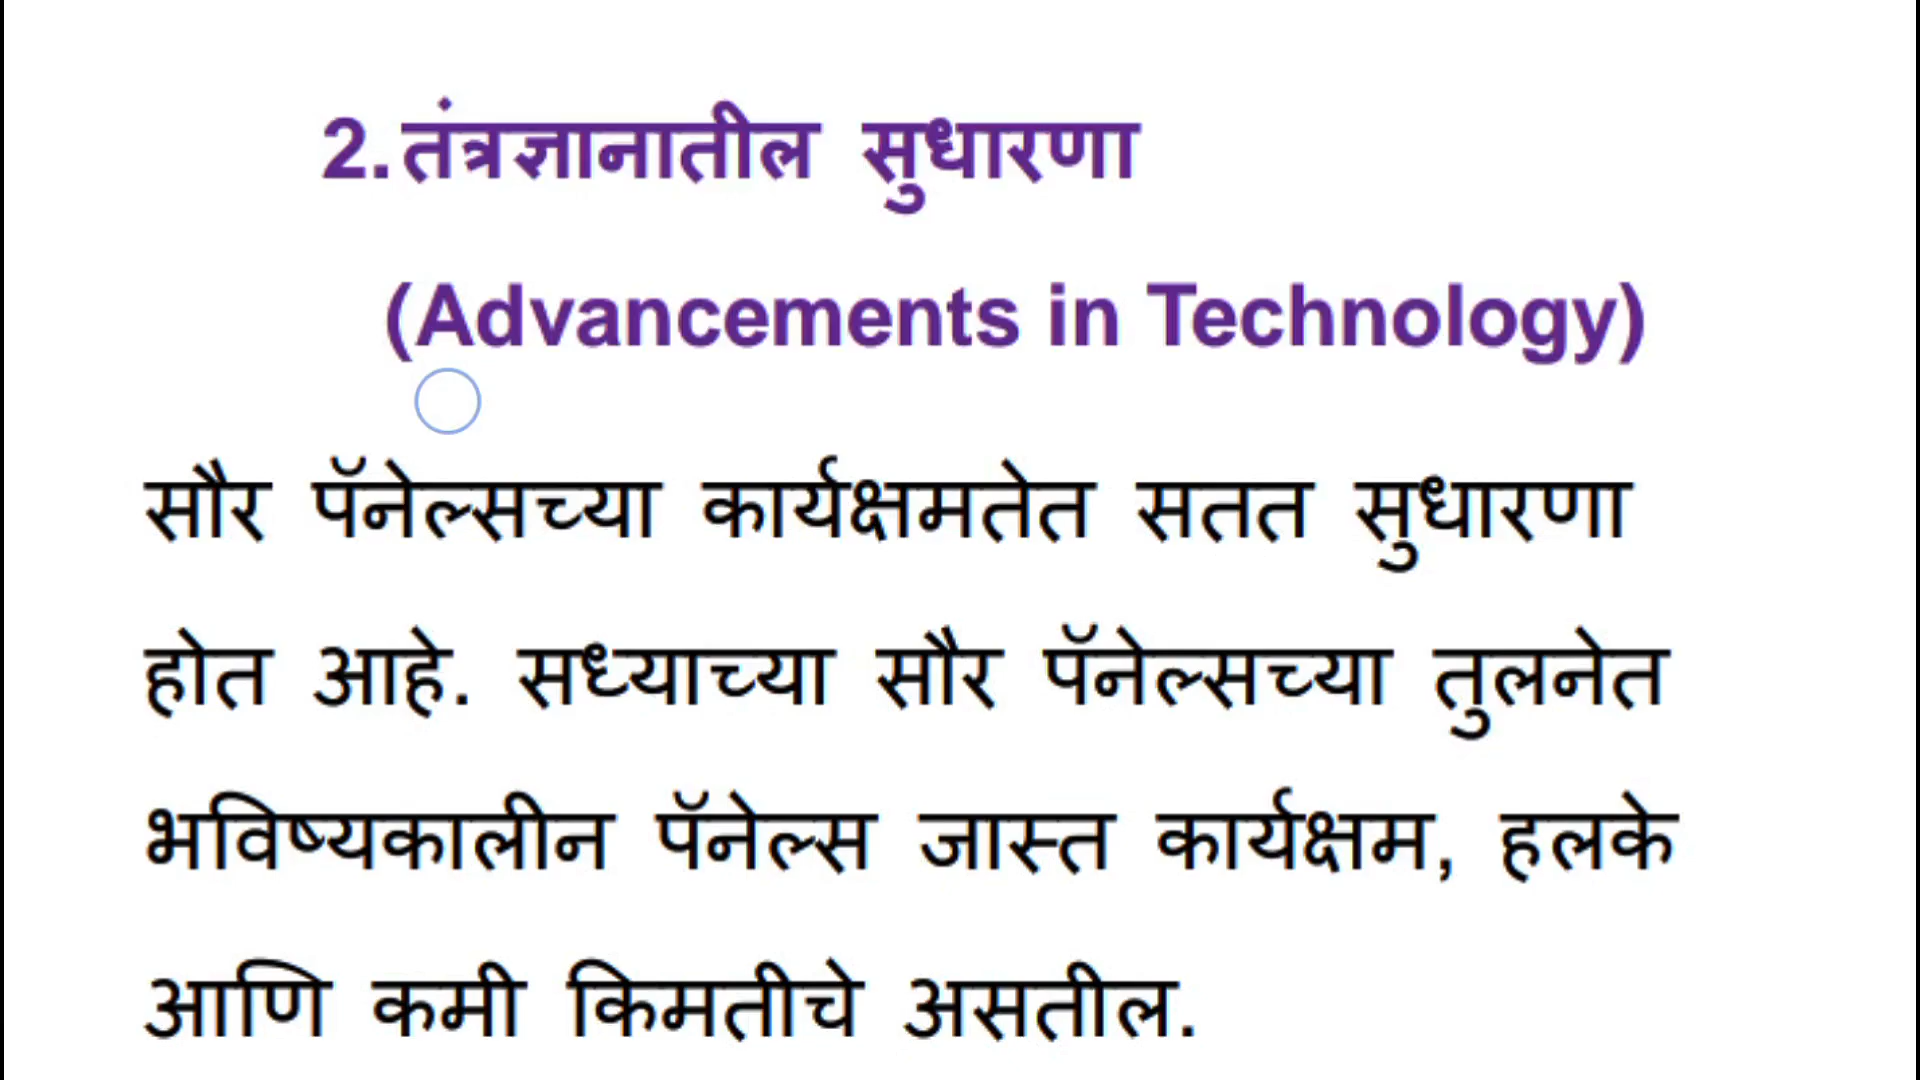 2. तंत्रज्ञानातील सुधारणा
(Advancements in Technology)
सौर पॅनेल्सच्या कार्यक्षमतेत सतत सुधारणा
होत आहे. सध्याच्या सौर पॅनेल्सच्या तुलनेत
भविष्यकालीन पॅनेल्स जास्त कार्यक्षम, हलके
आणि कमी किमतीचे असतील.